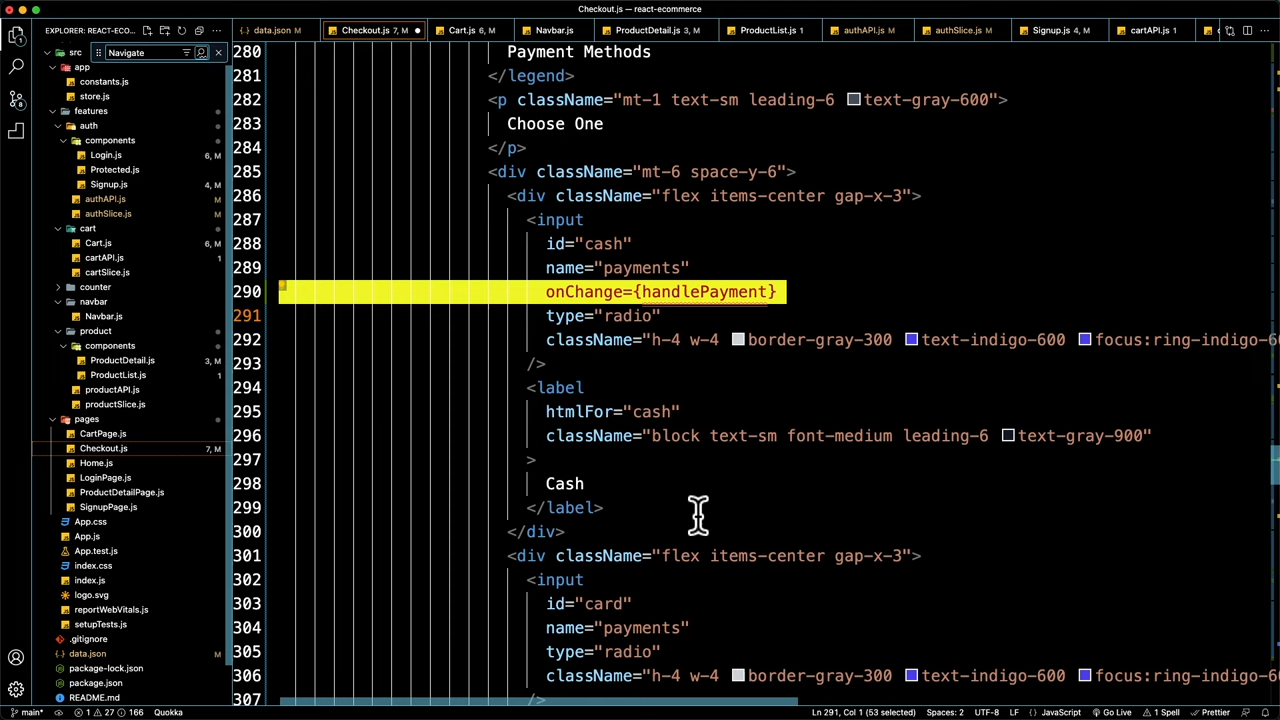 Checkout.js — react-ecommerce
EXPLORER: REACT-ECO...
data.json M
Checkout.js 7, M
Cart.js 6, M
Navbar.js
ProductDetail.js 3, M
ProductList.js 1
authAPI.js M
authSlice.js M
Signup.js 4, M
cartAPI.js 1
src
Navigate
app
constants.js
store.js
features
auth
components
Login.js 6, M
Protected.js
Signup.js 4, M
authAPI.js M
authSlice.js M
cart
Cart.js 6, M
cartAPI.js 1
cartSlice.js
counter
navbar
Navbar.js
product
components
ProductDetail.js 3, M
ProductList.js 1
productAPI.js
productSlice.js
pages
CartPage.js
Checkout.js 7, M
Home.js
LoginPage.js
ProductDetailPage.js
SignupPage.js
App.css
App.js
App.test.js
index.css
index.js
logo.svg
reportWebVitals.js
setupTests.js
.gitignore
data.json M
package-lock.json
package.json
README.md
280 Payment Methods
281 </legend>
282 <p className="mt-1 text-sm leading-6 text-gray-600">
283 Choose One
284 </p>
285 <div className="mt-6 space-y-6">
286 <div className="flex items-center gap-x-3">
287 <input
288 id="cash"
289 name="payments"
290 onChange={handlePayment}
291 type="radio"
292 className="h-4 w-4 border-gray-300 text-indigo-600 focus:ring-indigo-6
293 />
294 <label
295 htmlFor="cash"
296 className="block text-sm font-medium leading-6 text-gray-900"
297 >
298 Cash
299 </label>
300 </div>
301 <div className="flex items-center gap-x-3">
302 <input
303 id="card"
304 name="payments"
305 type="radio"
306 className="h-4 w-4 border-gray-300 text-indigo-600 focus:ring-indigo-6
307 />
8
main* 1 27 166 Quokka
Ln 291, Col 1 (53 selected) Spaces: 2 UTF-8 LF {} JavaScript Go Live 1 Spell Prettier